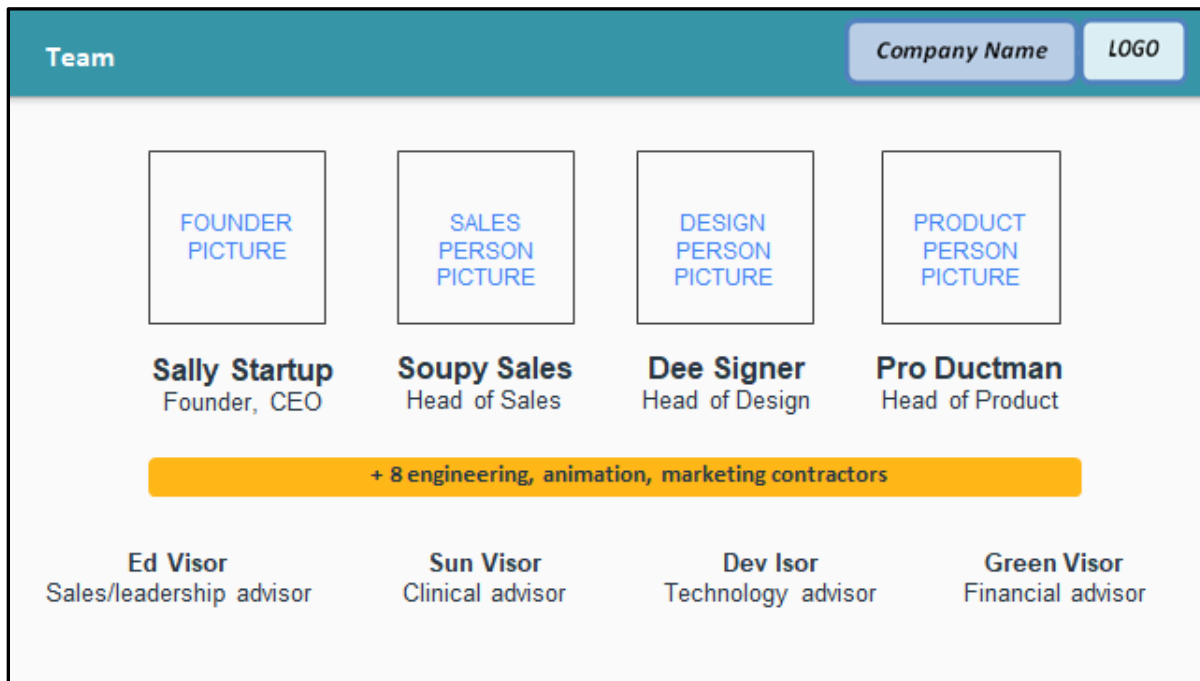 Team
Company Name
LOGO
FOUNDER
PICTURE
SALES
PERSON
PICTURE
DESIGN
PERSON
PICTURE
PRODUCT
PERSON
PICTURE
Sally Startup
Founder, CEO
Soupy Sales
Head of Sales
Dee Signer
Head of Design
Pro Ductman
Head of Product
+ 8 engineering, animation, marketing contractors
Ed Visor
Sales/leadership advisor
Sun Visor
Clinical advisor
Dev Isor
Technology advisor
Green Visor
Financial advisor